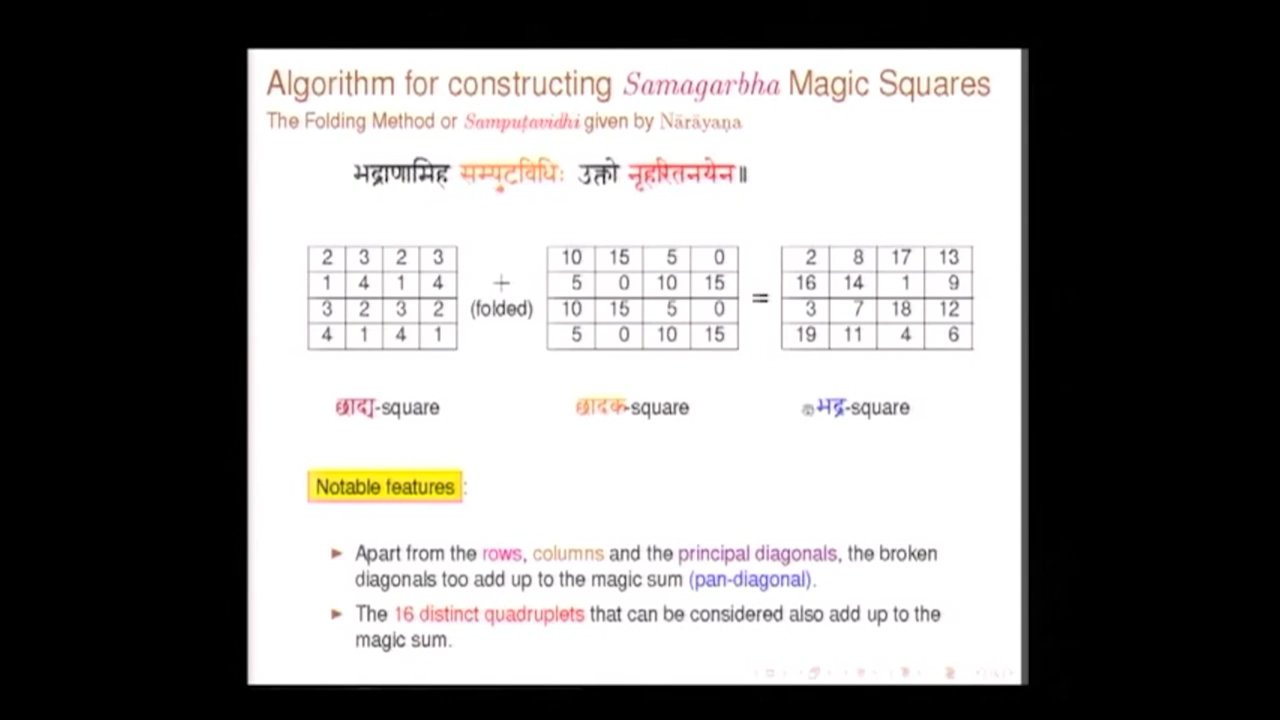 Algorithm for constructing Samagarbha Magic Squares
The Folding Method or Sampuṭavidhi given by Nārāyaṇa
भद्राणामिह सम्पुटविधिः उक्तो नृहरितनयेन॥
2 3 2 3
1 4 1 4
3 2 3 2
4 1 4 1
+
(folded)
10 15 5 0
5 0 10 15
10 15 5 0
5 0 10 15
=
2 8 17 13
16 14 1 9
3 7 18 12
19 11 4 6
छाद्य-square
छादक-square
भद्र-square
Notable features :
► Apart from the rows, columns and the principal diagonals, the broken
diagonals too add up to the magic sum (pan-diagonal).
► The 16 distinct quadruplets that can be considered also add up to the
magic sum.